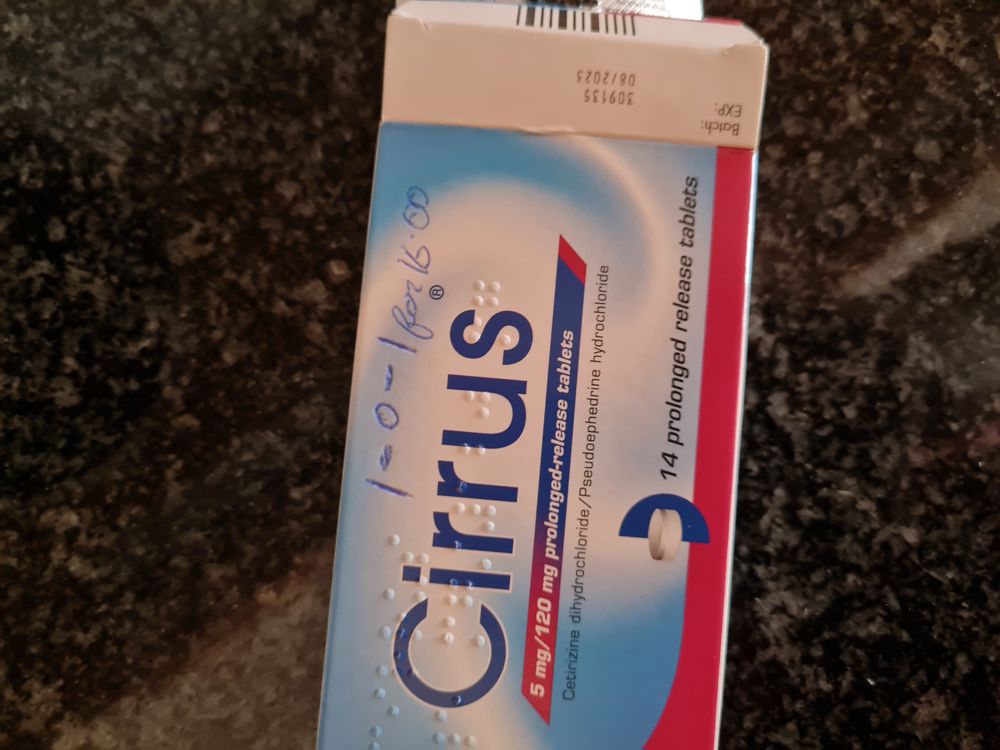 1 - 0 - 1 for 16.00
Cirrus®
5 mg/120 mg prolonged-release tablets
Cetirizine dihydrochloride/Pseudoephedrine hydrochloride
14 prolonged release tablets
Batch: 309135
EXP: 08/2023